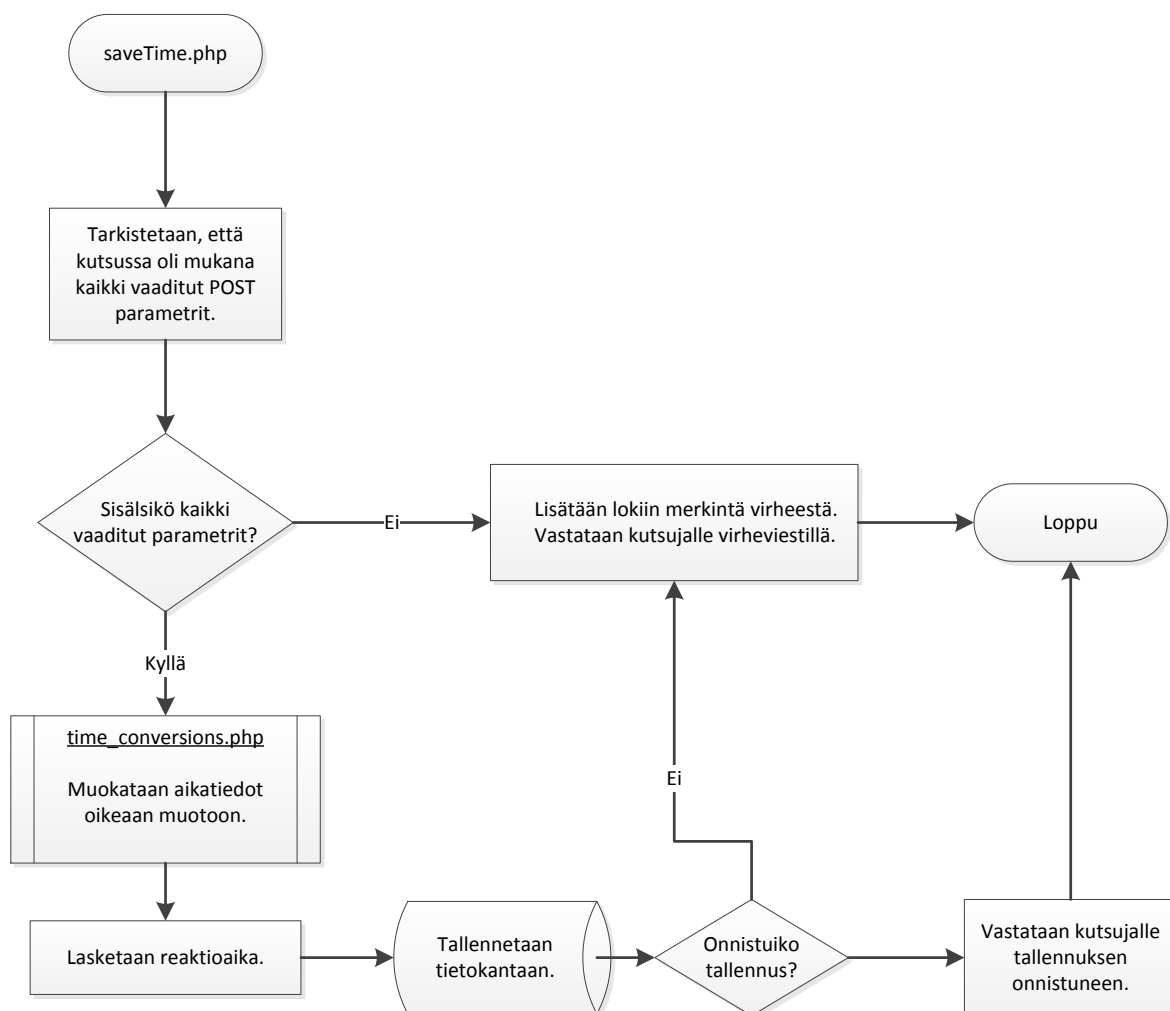 saveTime.php
Tarkistetaan, että
kutsussa oli mukana
kaikki vaaditut POST
parametrit.
Sisälsikö kaikki
vaaditut parametrit?
Ei
Lisätään lokiin merkintä virheestä.
Vastataan kutsujalle virheviestillä.
Loppu
Kyllä
time_conversions.php
Muokataan aikatiedot
oikeaan muotoon.
Ei
Lasketaan reaktioaika.
Tallennetaan
tietokantaan.
Onnistuiko
tallennus?
Vastataan kutsujalle
tallennuksen
onnistuneen.